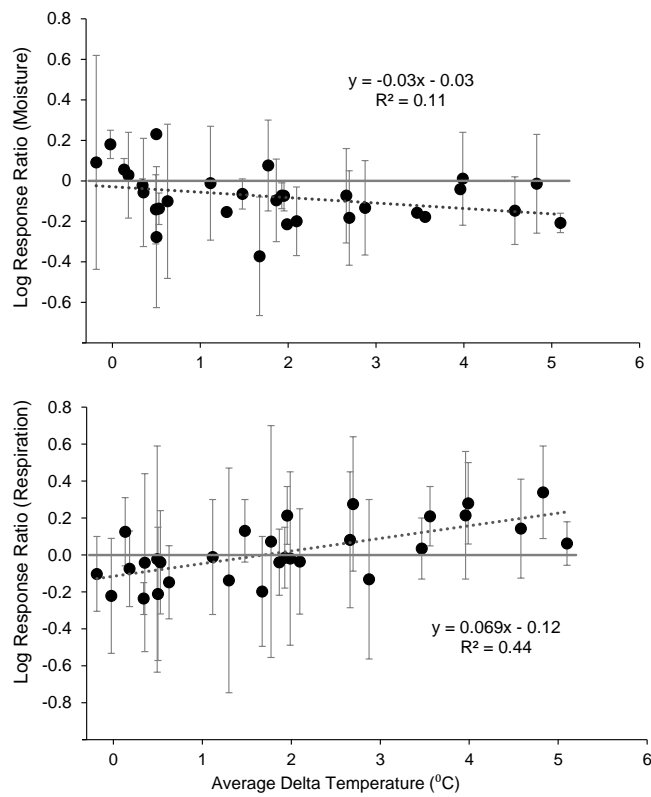 0.8
0.6
0.4
0.2
0
-0.2
-0.4
-0.6
Log Response Ratio (Moisture)
y = -0.03x - 0.03
R² = 0.11
0 1 2 3 4 5 6
0.8
0.6
0.4
0.2
0.0
-0.2
-0.4
-0.6
-0.8
Log Response Ratio (Respiration)
y = 0.069x - 0.12
R² = 0.44
0 1 2 3 4 5 6
Average Delta Temperature (⁰C)